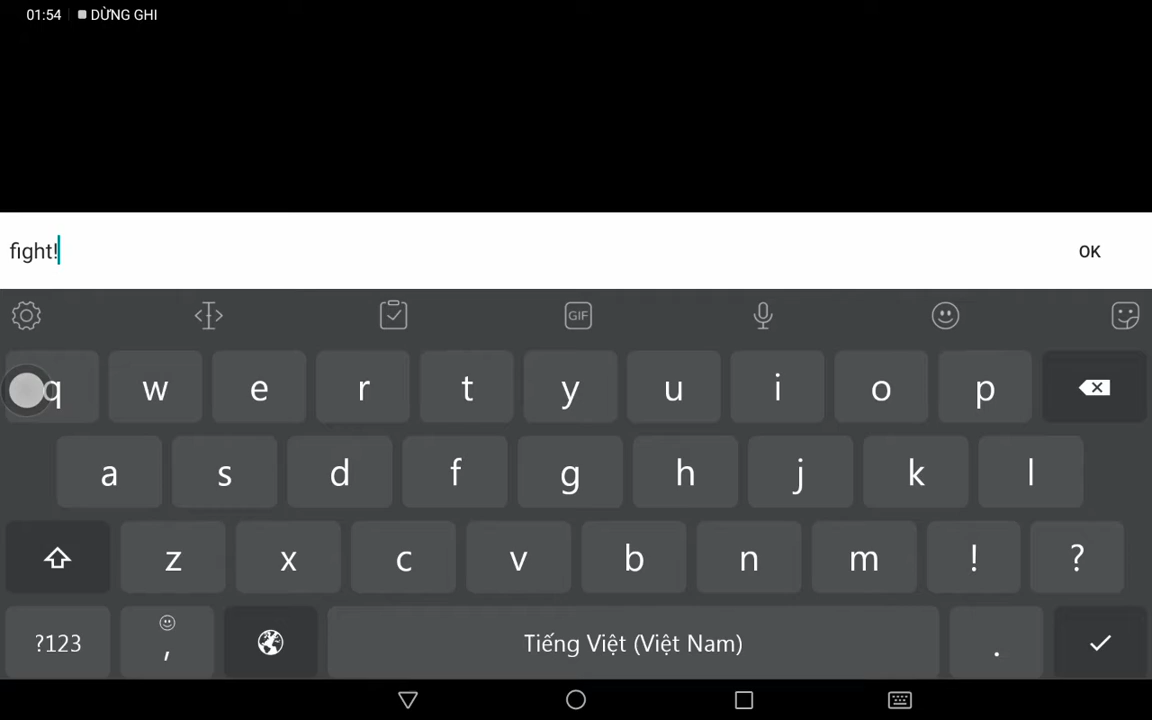 01:54 DỪNG GHI
fight!
OK
GIF
q w e r t y u i o p
a s d f g h j k l
z x c v b n m ! ?
?123 , Tiếng Việt (Việt Nam) .